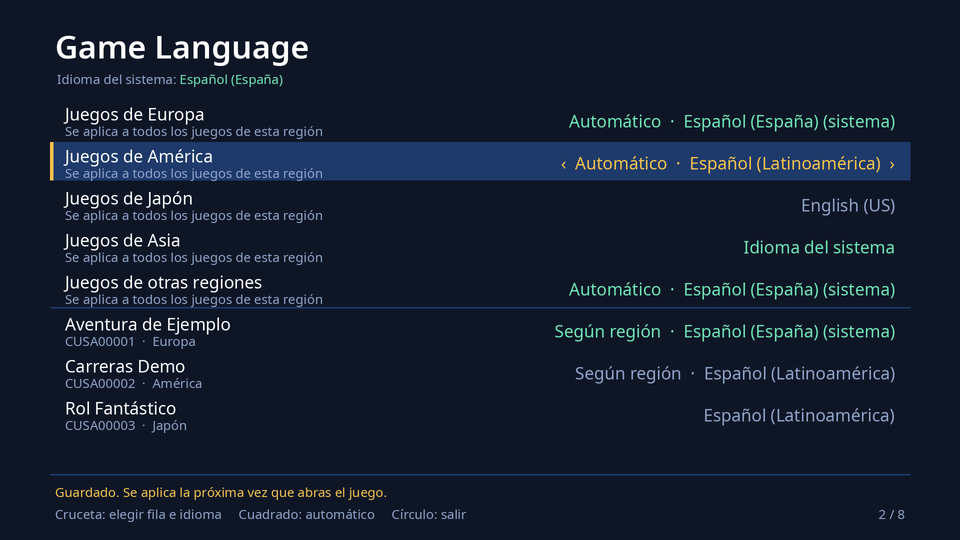 Game Language
Idioma del sistema: Español (España)
Juegos de Europa
Se aplica a todos los juegos de esta región
Automático · Español (España) (sistema)
Juegos de América
Se aplica a todos los juegos de esta región
‹ Automático · Español (Latinoamérica) ›
Juegos de Japón
Se aplica a todos los juegos de esta región
English (US)
Juegos de Asia
Se aplica a todos los juegos de esta región
Idioma del sistema
Juegos de otras regiones
Se aplica a todos los juegos de esta región
Automático · Español (España) (sistema)
Aventura de Ejemplo
CUSA00001 · Europa
Según región · Español (España) (sistema)
Carreras Demo
CUSA00002 · América
Según región · Español (Latinoamérica)
Rol Fantástico
CUSA00003 · Japón
Español (Latinoamérica)
Guardado. Se aplica la próxima vez que abras el juego.
Cruceta: elegir fila e idioma Cuadrado: automático Círculo: salir
2 / 8